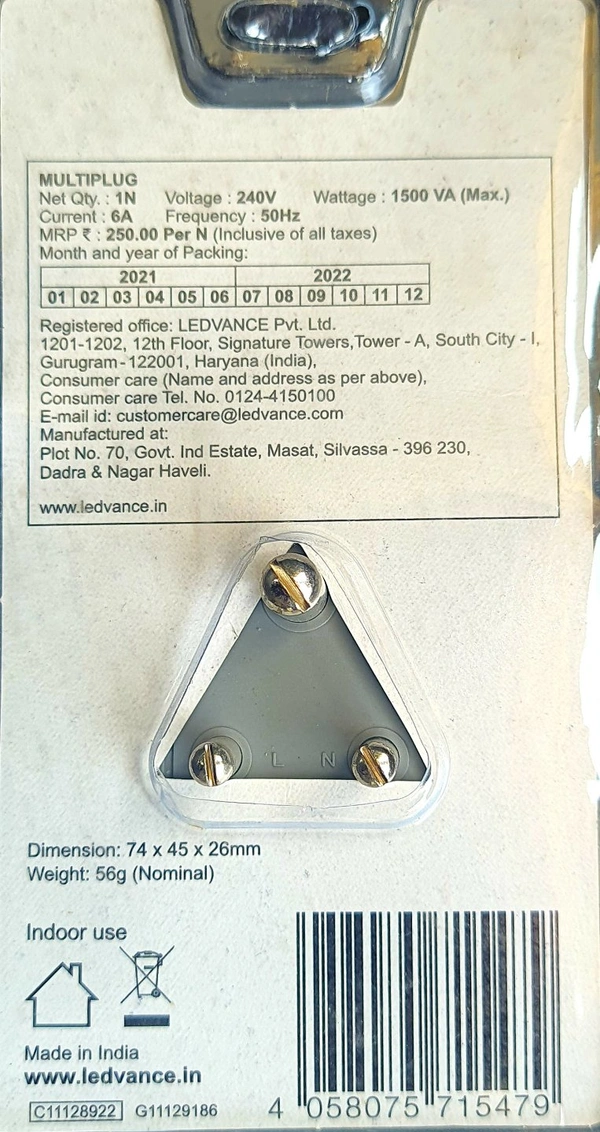 MULTIPLUG
Net Qty. : 1N Voltage : 240V Wattage : 1500 VA (Max.)
Current : 6A Frequency : 50Hz
MRP ₹ : 250.00 Per N (Inclusive of all taxes)
Month and year of Packing:
2021 2022
01 02 03 04 05 06 07 08 09 10 11 12
Registered office: LEDVANCE Pvt. Ltd.
1201-1202, 12th Floor, Signature Towers,Tower - A, South City - I,
Gurugram-122001, Haryana (India),
Consumer care (Name and address as per above),
Consumer care Tel. No. 0124-4150100
E-mail id: customercare@ledvance.com
Manufactured at:
Plot No. 70, Govt. Ind Estate, Masat, Silvassa - 396 230,
Dadra & Nagar Haveli.
www.ledvance.in
L N
Dimension: 74 x 45 x 26mm
Weight: 56g (Nominal)
Indoor use
Made in India
www.ledvance.in
C11128922 G11129186
4 058075 715479